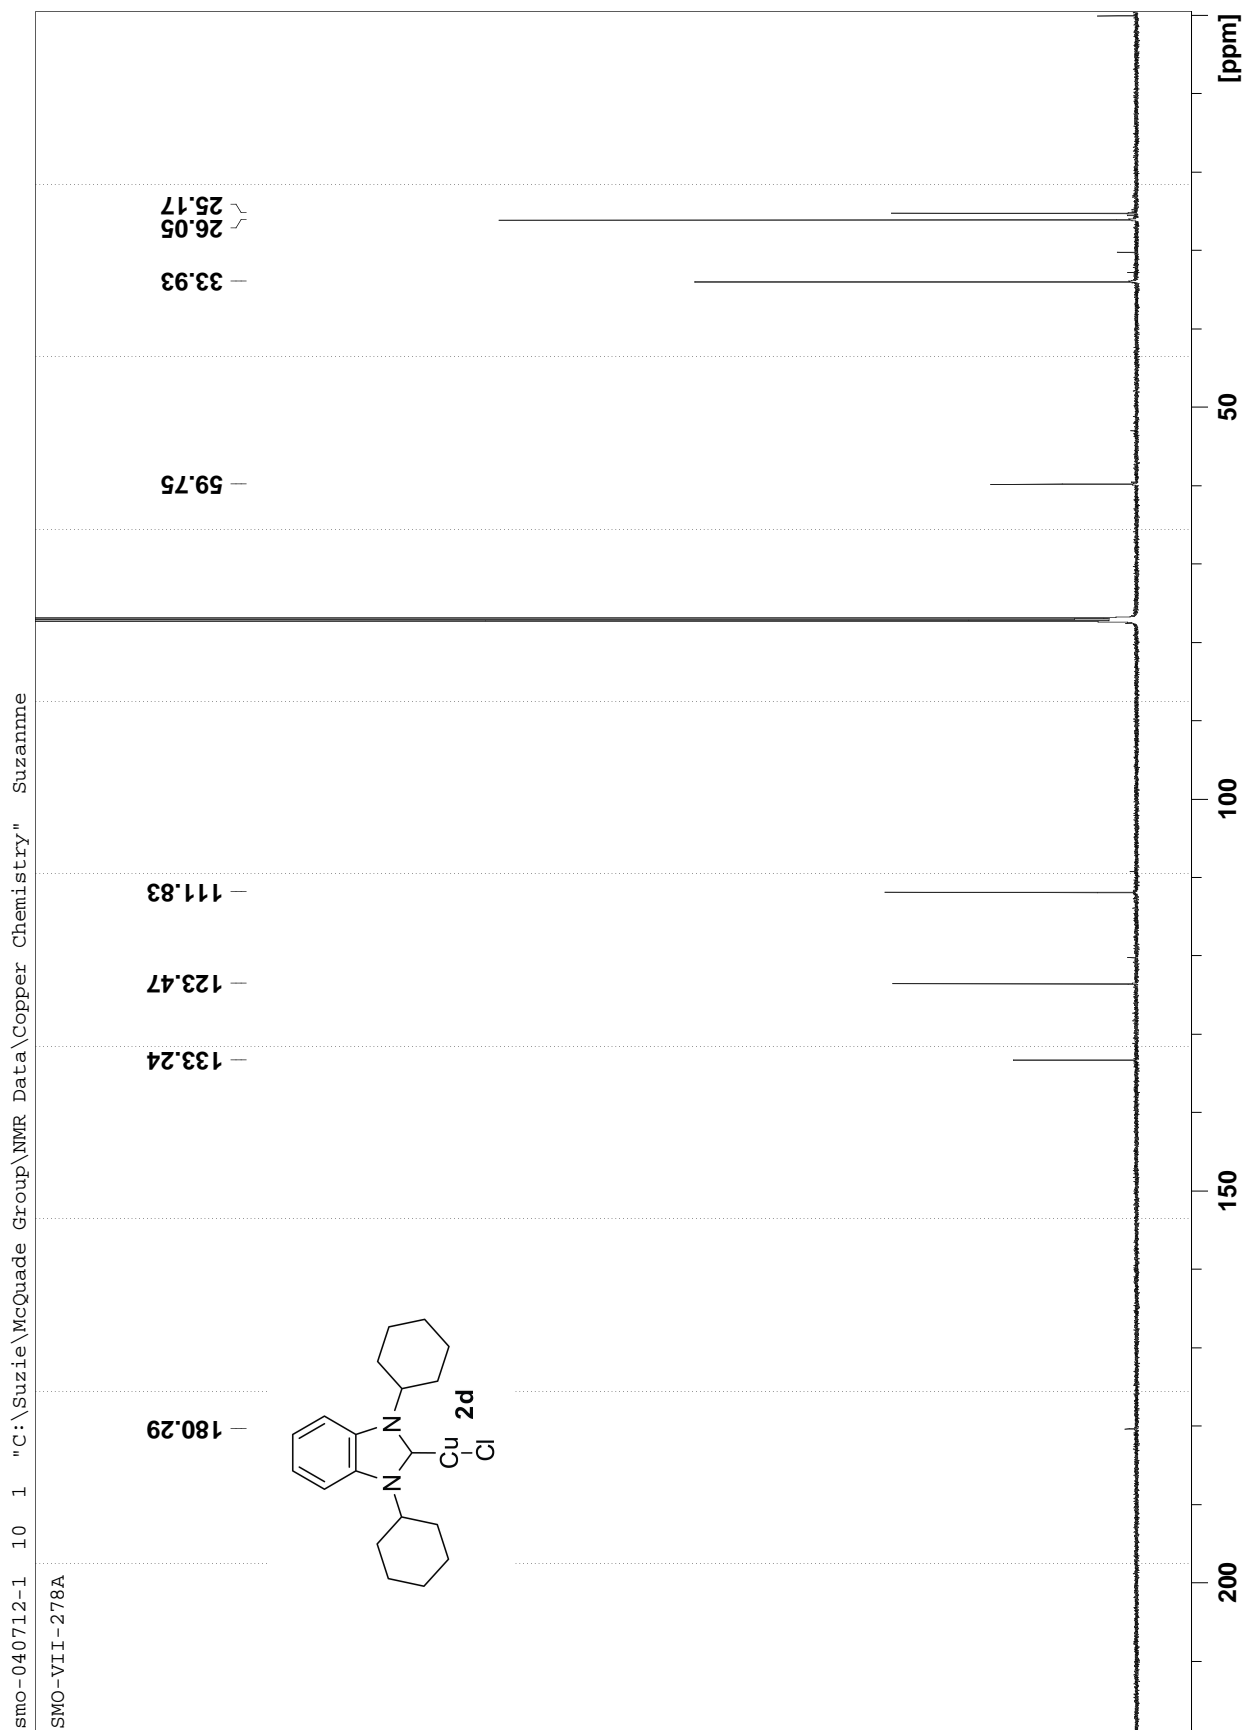 smo-040712-1 10 1 "C:\Suzie\McQuade Group\NMR Data\Copper Chemistry" Suzannne
SMO-VII-278A
180.29
133.24
123.47
111.83
59.75
33.93
26.05
25.17
N
N
Cu
Cl
2d
200
150
100
50
[ppm]